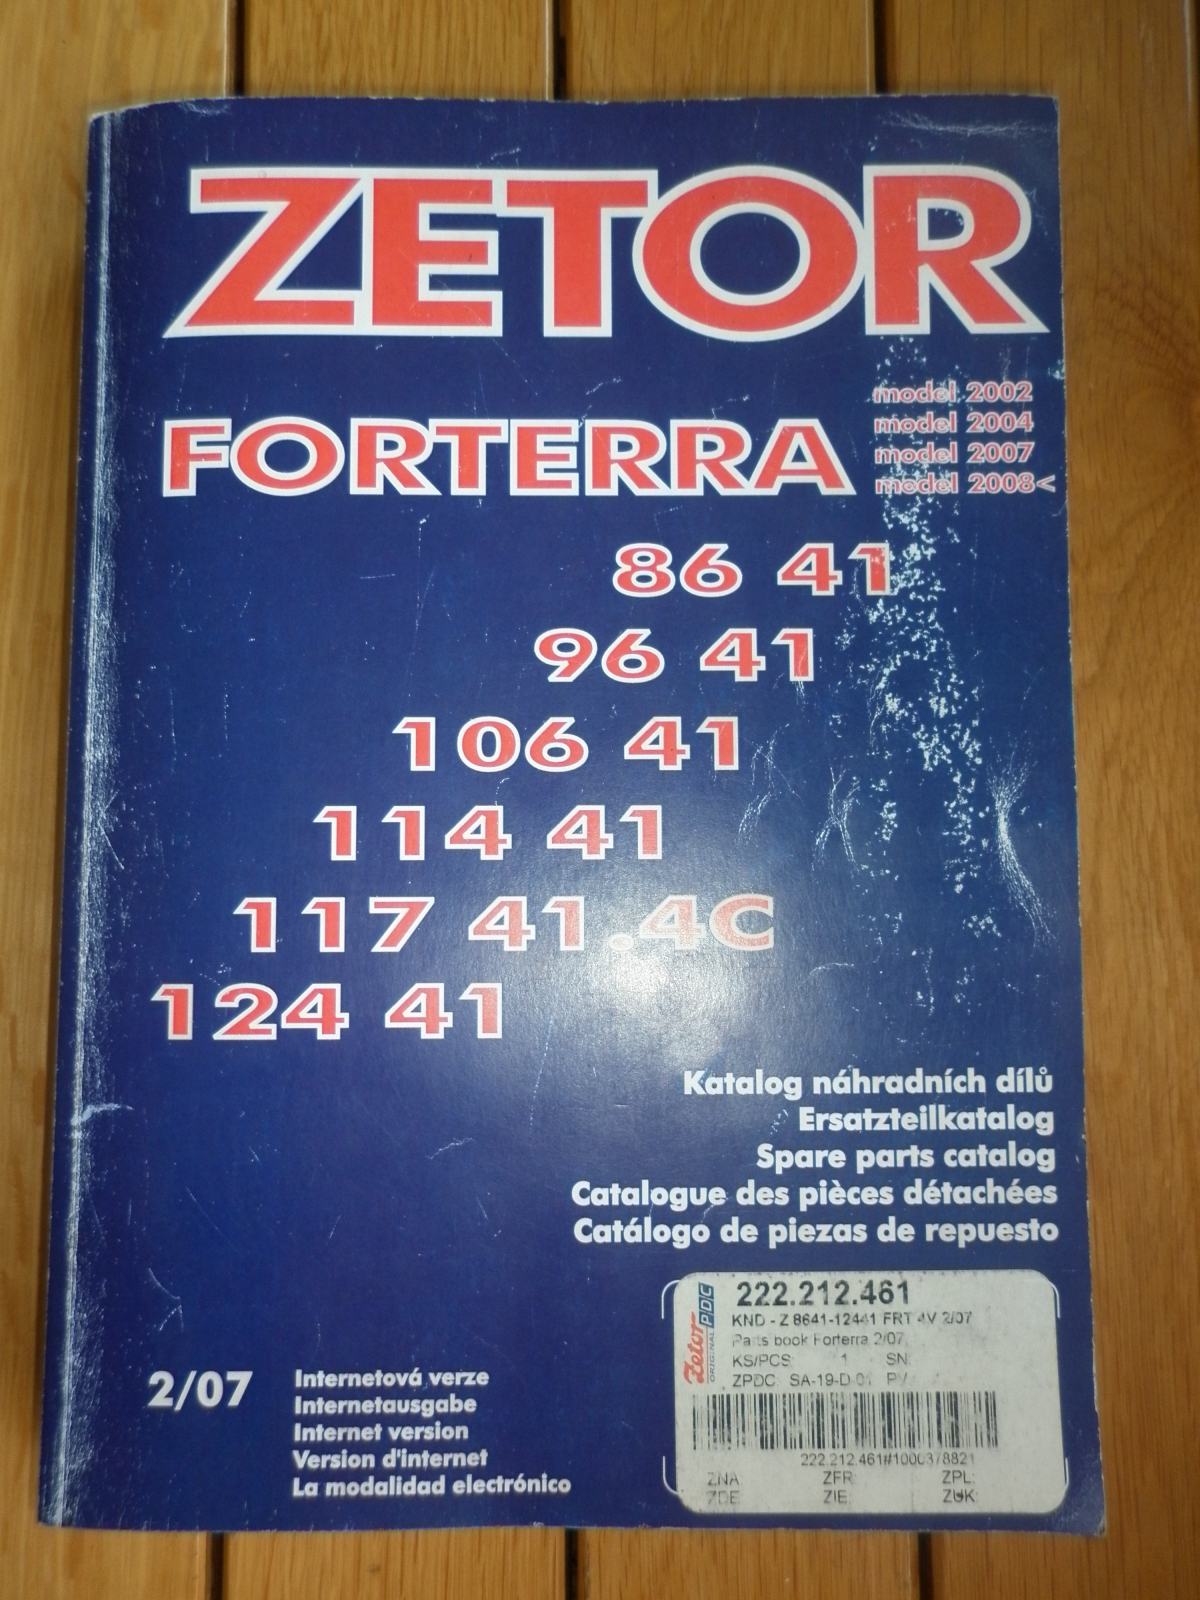 ZETOR
FORTERRA
model 2002
model 2004
model 2007
model 2008<
86 41
96 41
106 41
114 41
117 41.4C
124 41
Katalog náhradních dílů
Ersatzteilkatalog
Spare parts catalog
Catalogue des pièces détachées
Catálogo de piezas de repuesto
2/07
Internetová verze
Internetausgabe
Internet version
Version d'internet
La modalidad electrónico
Zetor
ORIGINAL PDC
222.212.461
KND - Z 8641-12441 FRT 4V 2/07
Parts book Forterra 2/07
KS/PCS 1 SN
ZPDC: SA-19-D-01
222.212.461#1000378821
ZNA: ZFR: ZPL:
ZDE ZIE: ZUK: